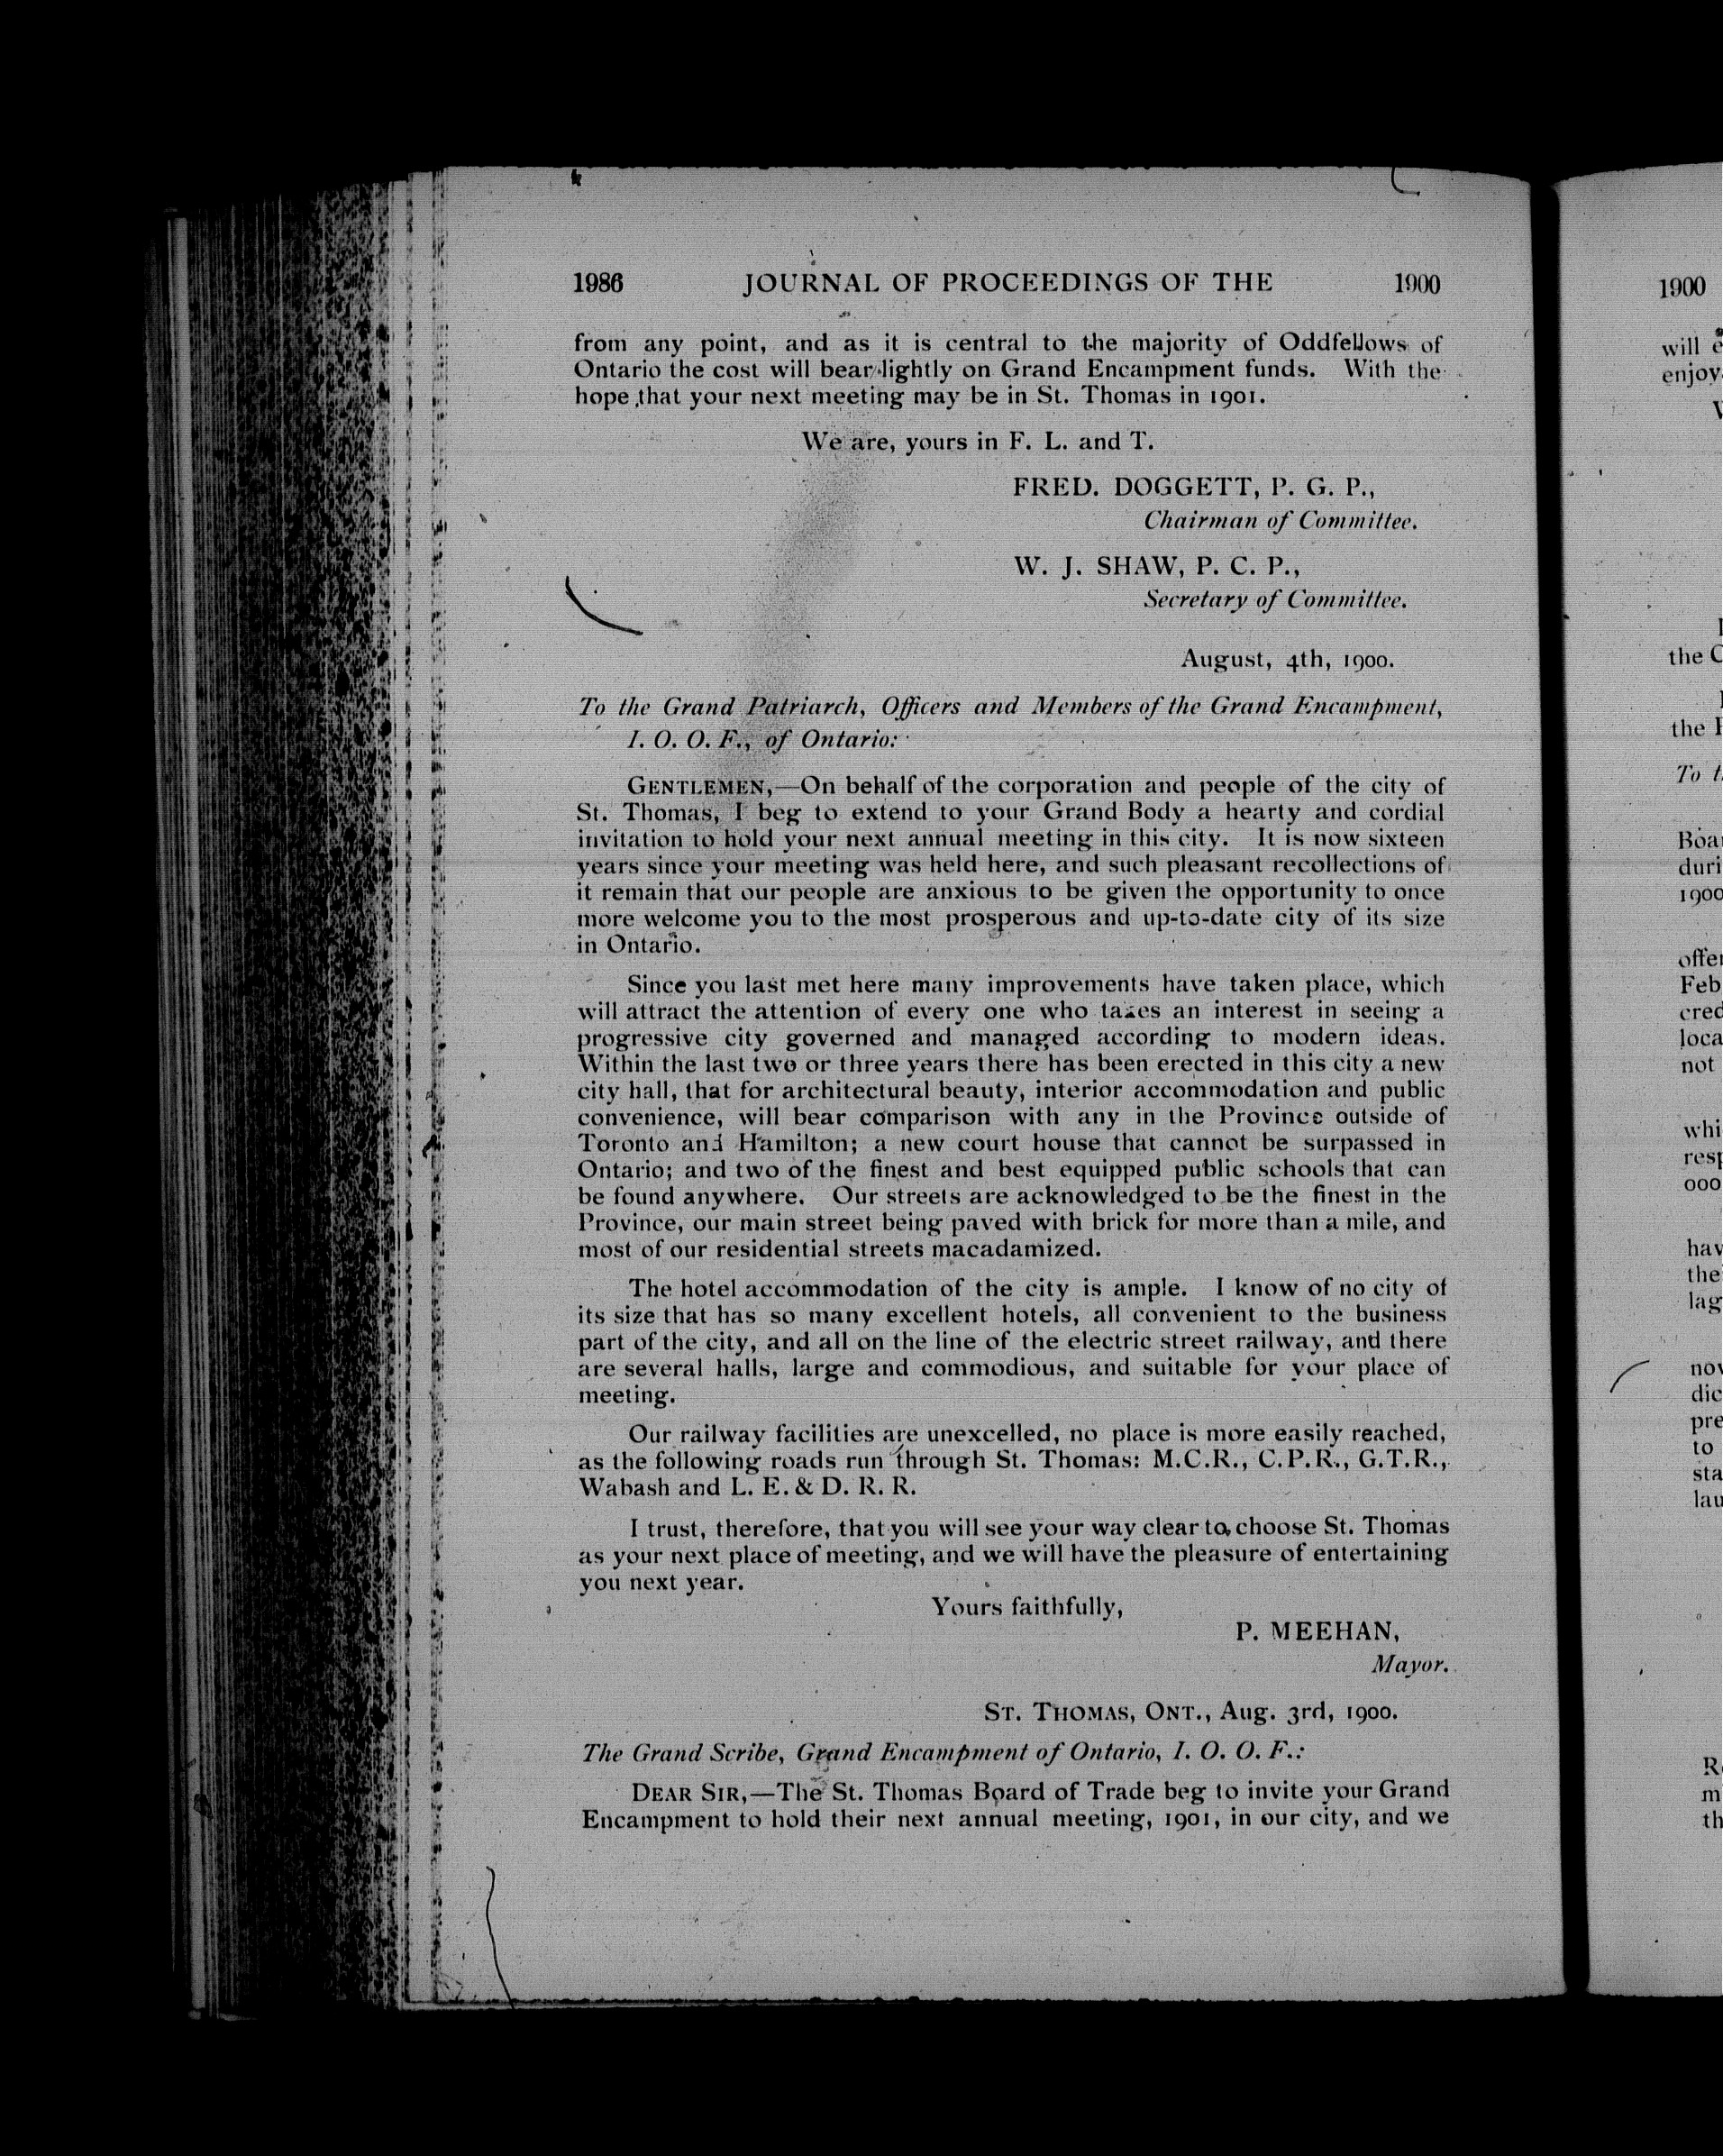 1986 JOURNAL OF PROCEEDINGS OF THE 1900
from any point, and as it is central to the majority of Oddfellows of
Ontario the cost will bear lightly on Grand Encampment funds. With the
hope that your next meeting may be in St. Thomas in 1901.
We are, yours in F. L. and T.
FRED. DOGGETT, P. G. P.,
Chairman of Committee.
W. J. SHAW, P. C. P.,
Secretary of Committee.
August, 4th, 1900.
To the Grand Patriarch, Officers and Members of the Grand Encampment,
I. O. O. F., of Ontario:
GENTLEMEN,—On behalf of the corporation and people of the city of
St. Thomas, I beg to extend to your Grand Body a hearty and cordial
invitation to hold your next annual meeting in this city. It is now sixteen
years since your meeting was held here, and such pleasant recollections of
it remain that our people are anxious to be given the opportunity to once
more welcome you to the most prosperous and up-to-date city of its size
in Ontario.
Since you last met here many improvements have taken place, which
will attract the attention of every one who takes an interest in seeing a
progressive city governed and managed according to modern ideas.
Within the last two or three years there has been erected in this city a new
city hall, that for architectural beauty, interior accommodation and public
convenience, will bear comparison with any in the Province outside of
Toronto and Hamilton; a new court house that cannot be surpassed in
Ontario; and two of the finest and best equipped public schools that can
be found anywhere. Our streets are acknowledged to be the finest in the
Province, our main street being paved with brick for more than a mile, and
most of our residential streets macadamized.
The hotel accommodation of the city is ample. I know of no city of
its size that has so many excellent hotels, all convenient to the business
part of the city, and all on the line of the electric street railway, and there
are several halls, large and commodious, and suitable for your place of
meeting.
Our railway facilities are unexcelled, no place is more easily reached,
as the following roads run through St. Thomas: M.C.R., C.P.R., G.T.R.,
Wabash and L. E. & D. R. R.
I trust, therefore, that you will see your way clear to choose St. Thomas
as your next place of meeting, and we will have the pleasure of entertaining
you next year.
Yours faithfully,
P. MEEHAN,
Mayor.
ST. THOMAS, ONT., Aug. 3rd, 1900.
The Grand Scribe, Grand Encampment of Ontario, I. O. O. F.:
DEAR SIR,—The St. Thomas Board of Trade beg to invite your Grand
Encampment to hold their next annual meeting, 1901, in our city, and we
1900
will
the
the
To
1900
not
000
the
to